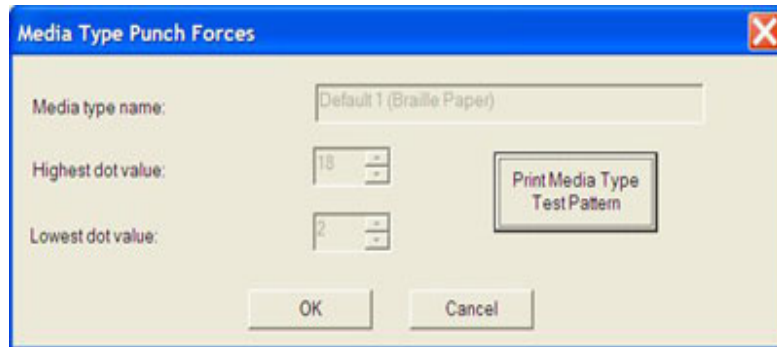 Media Type Punch Forces
Media type name: Default 1 (Braille Paper)
Highest dot value: 18
Print Media Type
Test Pattern
Lowest dot value: 2
OK Cancel